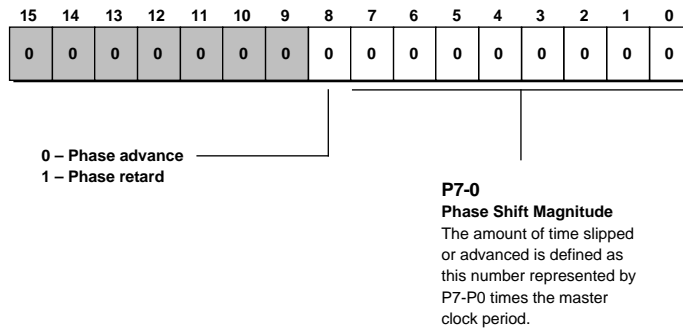 15 14 13 12 11 10 9 8 7 6 5 4 3 2 1 0
0 0 0 0 0 0 0 0 0 0 0 0 0 0 0 0
0 – Phase advance
1 – Phase retard
P7-0
Phase Shift Magnitude
The amount of time slipped
or advanced is defined as
this number represented by
P7-P0 times the master
clock period.